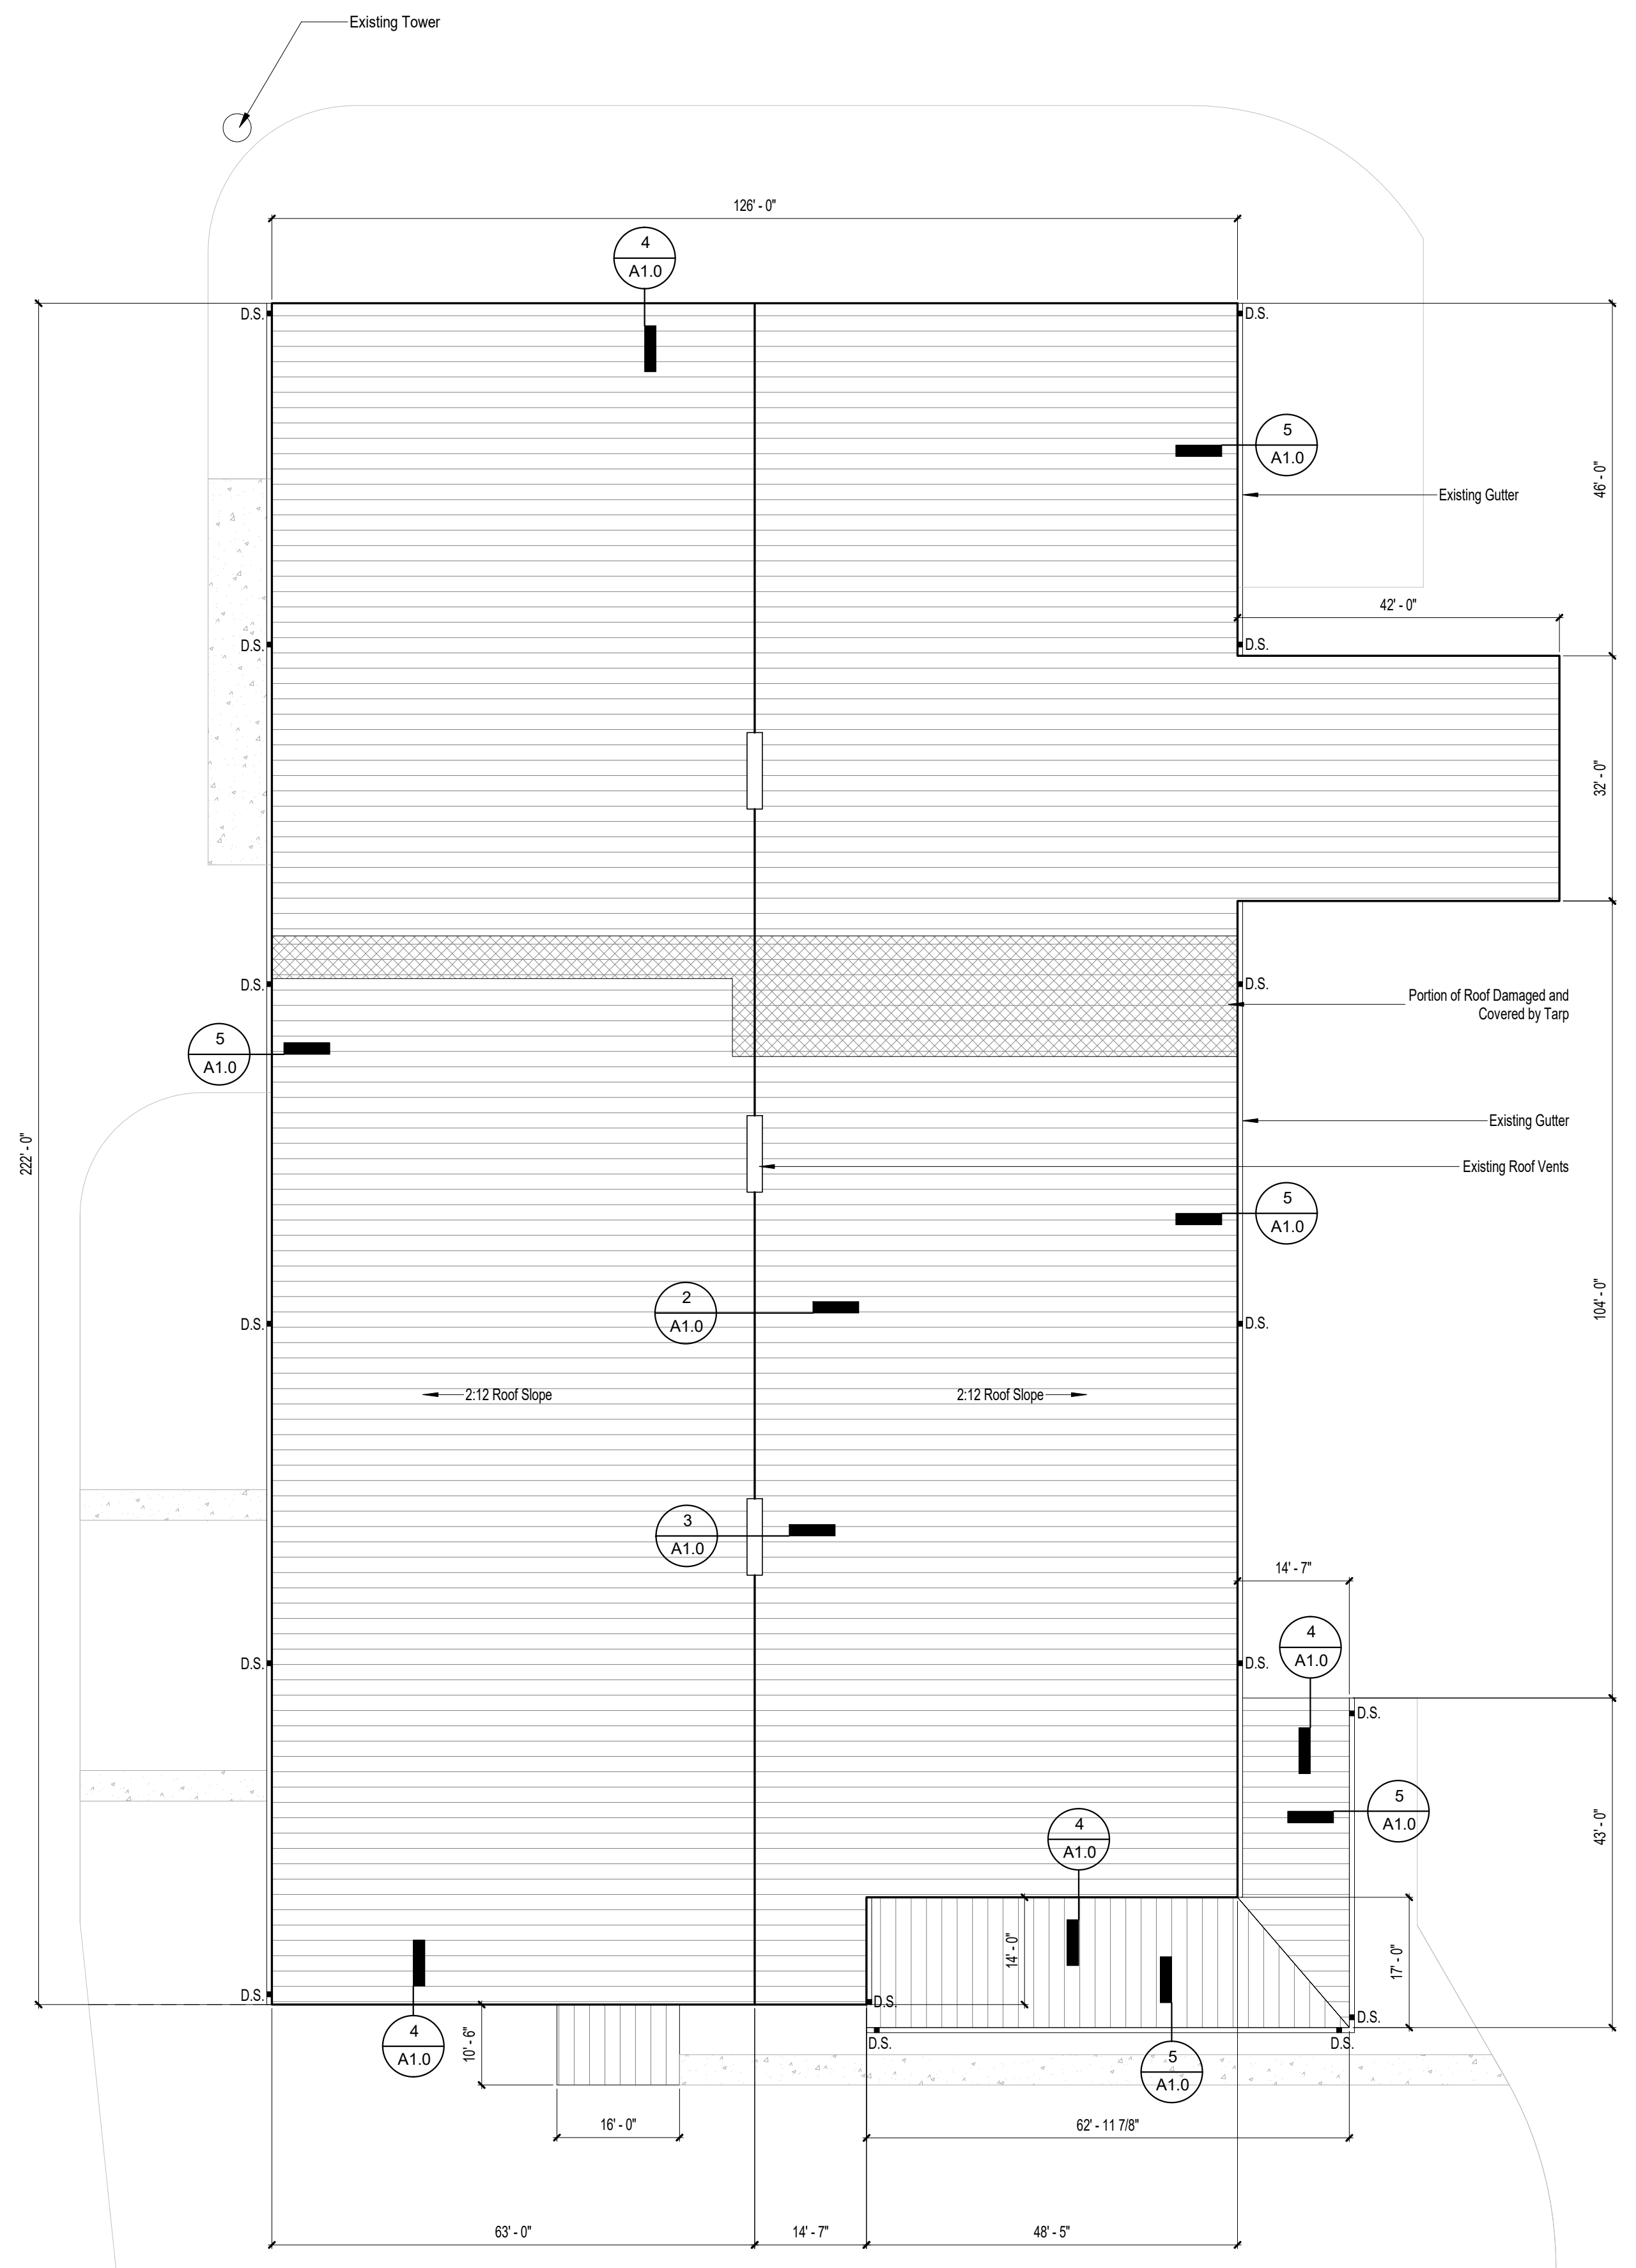 Existing Tower
126' - 0"
4
A1.0
D.S.
D.S.
5
A1.0
46' - 0"
Existing Gutter
42' - 0"
D.S.
D.S.
32' - 0"
D.S.
D.S.
Portion of Roof Damaged and
Covered by Tarp
5
A1.0
222' - 0"
Existing Gutter
Existing Roof Vents
5
A1.0
2
A1.0
104' - 0"
D.S.
D.S.
2:12 Roof Slope
2:12 Roof Slope
3
A1.0
14' - 7"
4
A1.0
D.S.
D.S.
D.S.
5
A1.0
43' - 0"
4
A1.0
14' - 0"
17' - 0"
D.S.
D.S.
D.S.
4
A1.0
10' - 6"
D.S.
D.S.
5
A1.0
16' - 0"
62' - 11 7/8"
63' - 0"
14' - 7"
48' - 5"